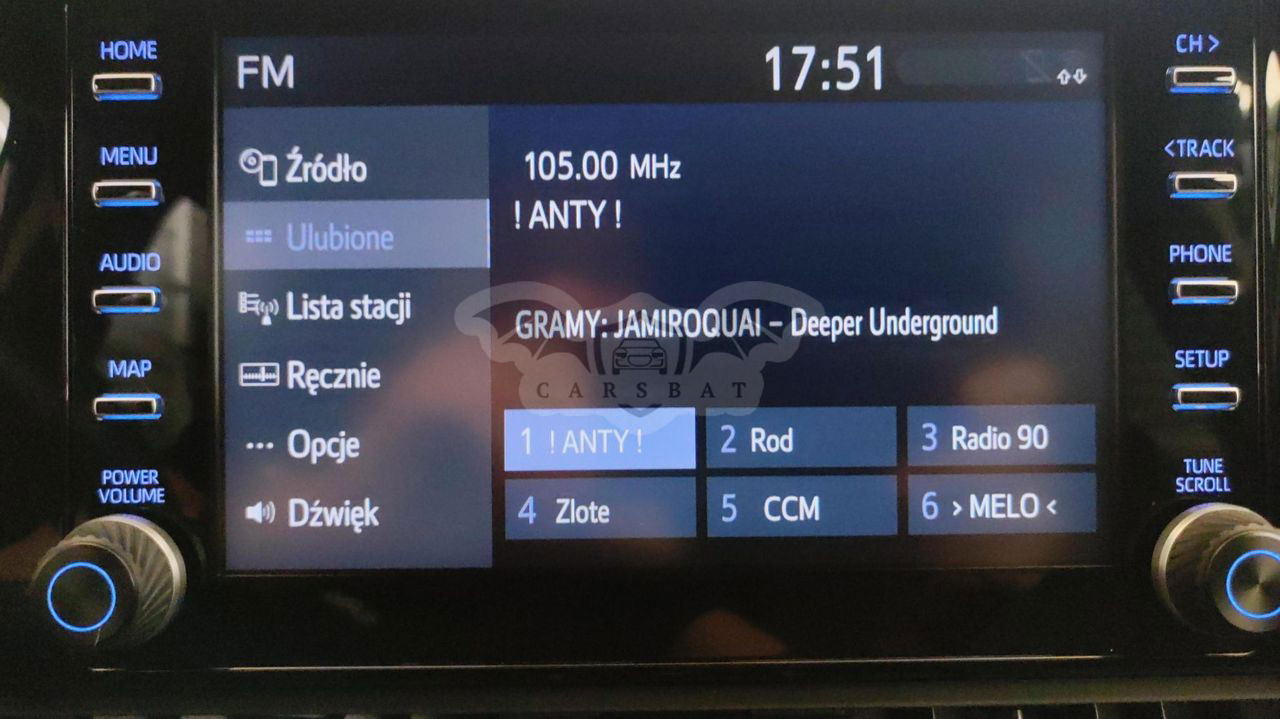 HOME
MENU
AUDIO
MAP
POWER
VOLUME
FM
17:51
Źródło
Ulubione
Lista stacji
Ręcznie
Opcje
Dźwięk
105.00 MHz
! ANTY !
GRAMY: JAMIROQUAI – Deeper Underground
CARSBAT
1 ! ANTY !
2 Rod
3 Radio 90
4 Zlote
5 CCM
6 > MELO <
CH >
< TRACK
PHONE
SETUP
TUNE
SCROLL